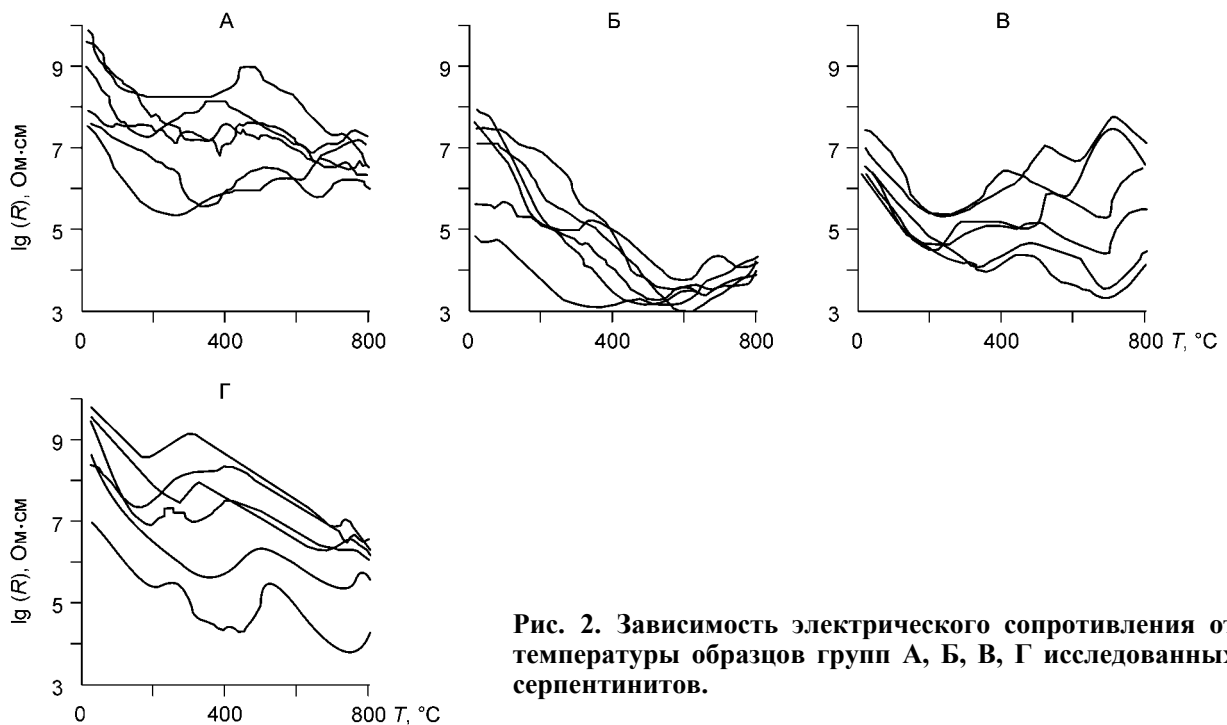 А
Б
В
9
7
5
3
lg (R), Ом·см
0
400
800
9
7
5
3
0
400
800
9
7
5
3
0
400
800 T, °C
Г
9
7
5
3
lg (R), Ом·см
0
400
800 T, °C
Рис. 2. Зависимость электрического сопротивления от
температуры образцов групп А, Б, В, Г исследованных
серпентинитов.